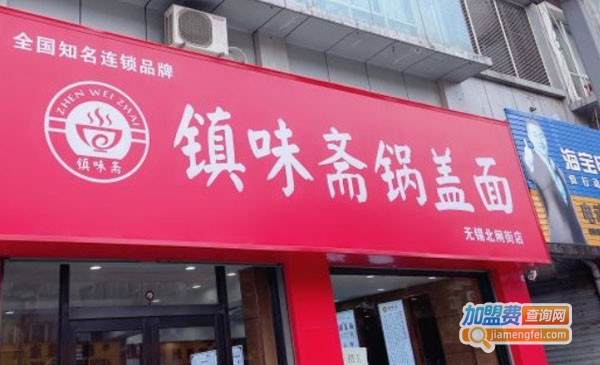 全国知名连锁品牌
ZHEN WEI ZHAI
镇味斋
镇味斋锅盖面
无锡北闸街店
海宝
加盟费查询网
jiamengfei.com